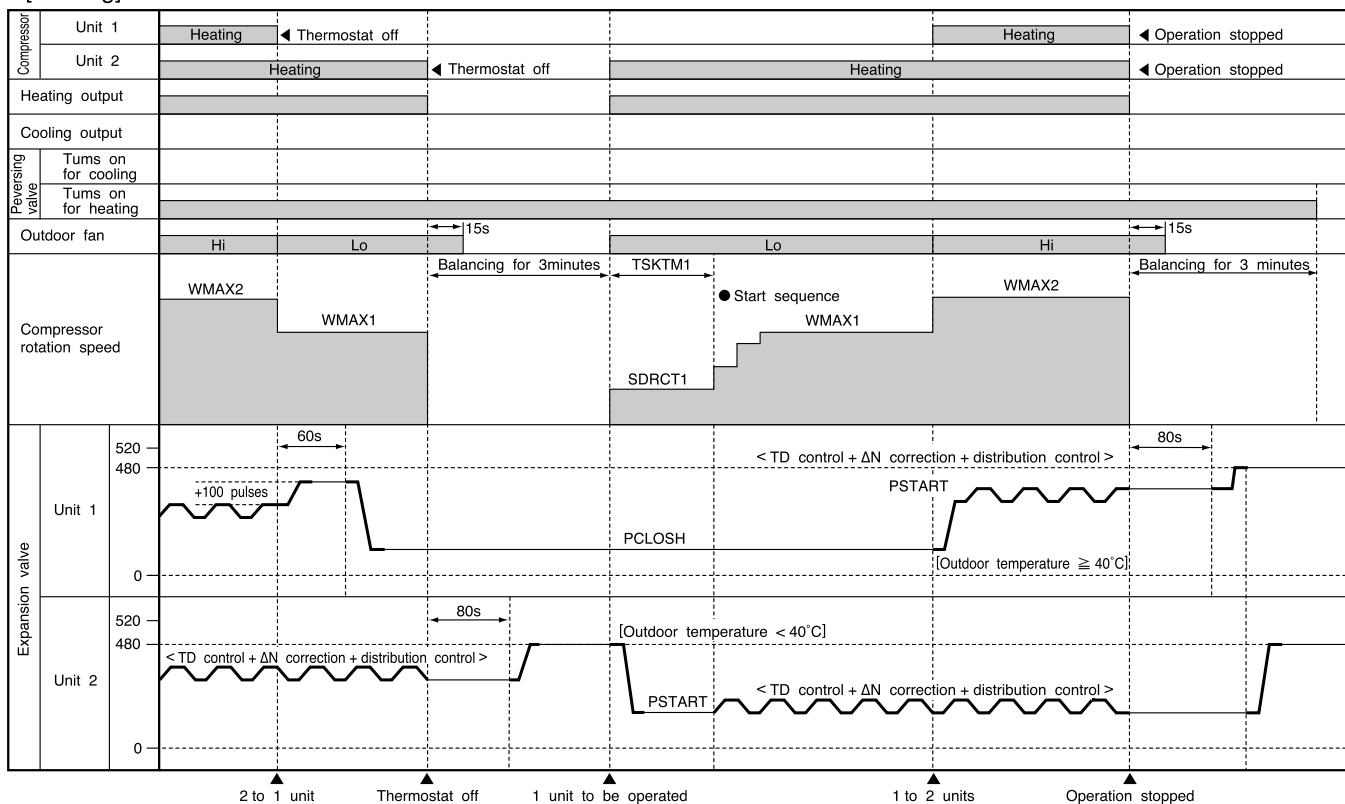 Compressor
Unit 1
Heating
◀ Thermostat off
Heating
◀ Operation stopped
Unit 2
Heating
◀ Thermostat off
Heating
◀ Operation stopped
Heating output
Cooling output
Peversing valve
Tums on
for cooling
Tums on
for heating
Outdoor fan
Hi
Lo
15s
Lo
Hi
15s
Compressor
rotation speed
WMAX2
WMAX1
Balancing for 3minutes
TSKTM1
● Start sequence
SDRCT1
WMAX1
WMAX2
Balancing for 3 minutes
Expansion valve
Unit 1
520
480
0
+100 pulses
60s
PCLOSH
< TD control + ΔN correction + distribution control >
PSTART
[Outdoor temperature ≧ 40°C]
80s
Unit 2
520
480
0
< TD control + ΔN correction + distribution control >
80s
[Outdoor temperature < 40°C]
PSTART
< TD control + ΔN correction + distribution control >
▲ ▲ ▲ ▲ ▲
2 to 1 unit Thermostat off 1 unit to be operated 1 to 2 units Operation stopped